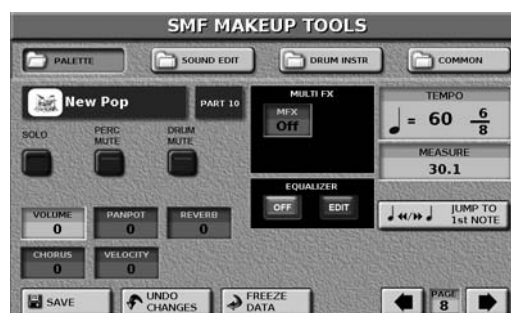 SMF MAKEUP TOOLS
PALETTE
SOUND EDIT
DRUM INSTR
COMMON
New Pop
PART 10
MULTI FX
MFX
Off
TEMPO
= 60 6
8
SOLO
PERC
MUTE
DRUM
MUTE
MEASURE
30.1
EQUALIZER
OFF
EDIT
JUMP TO
1st NOTE
VOLUME
0
PANPOT
0
REVERB
0
CHORUS
0
VELOCITY
0
SAVE
UNDO
CHANGES
FREEZE
DATA
PAGE
8